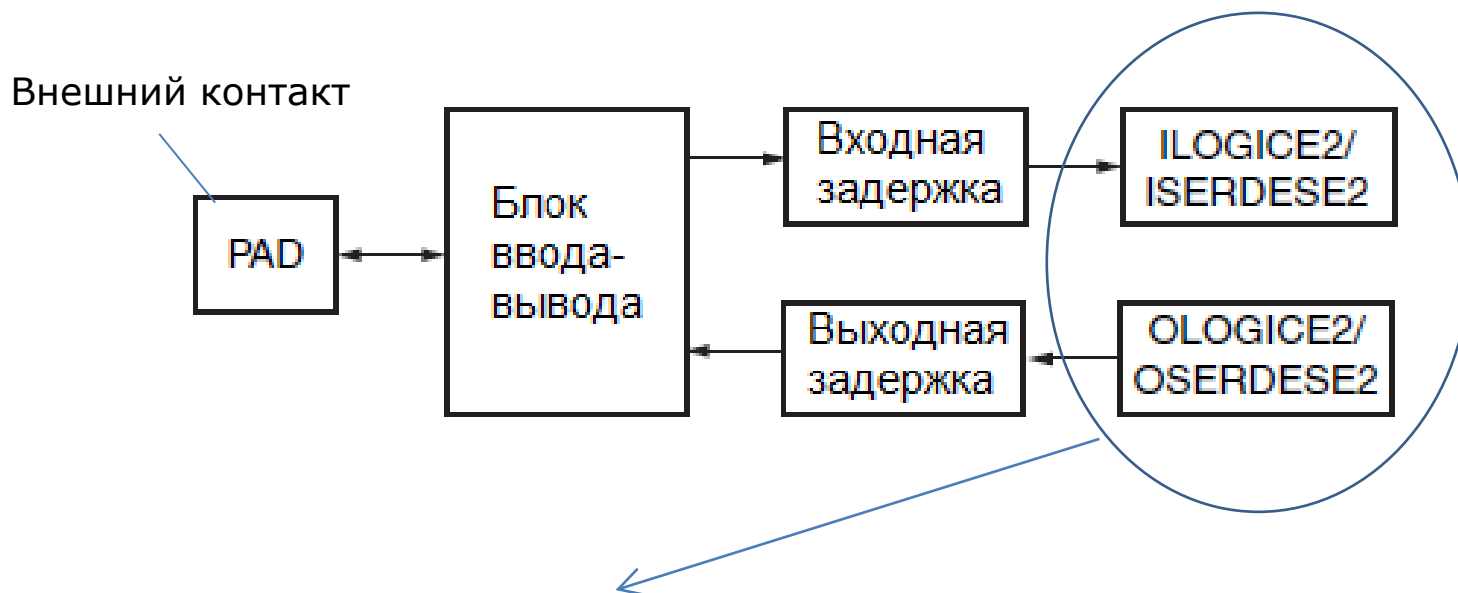 Внешний контакт
PAD
Блок
ввода-
вывода
Входная
задержка
ILOGICE2/
ISERDESE2
Выходная
задержка
OLOGICE2/
OSERDESE2